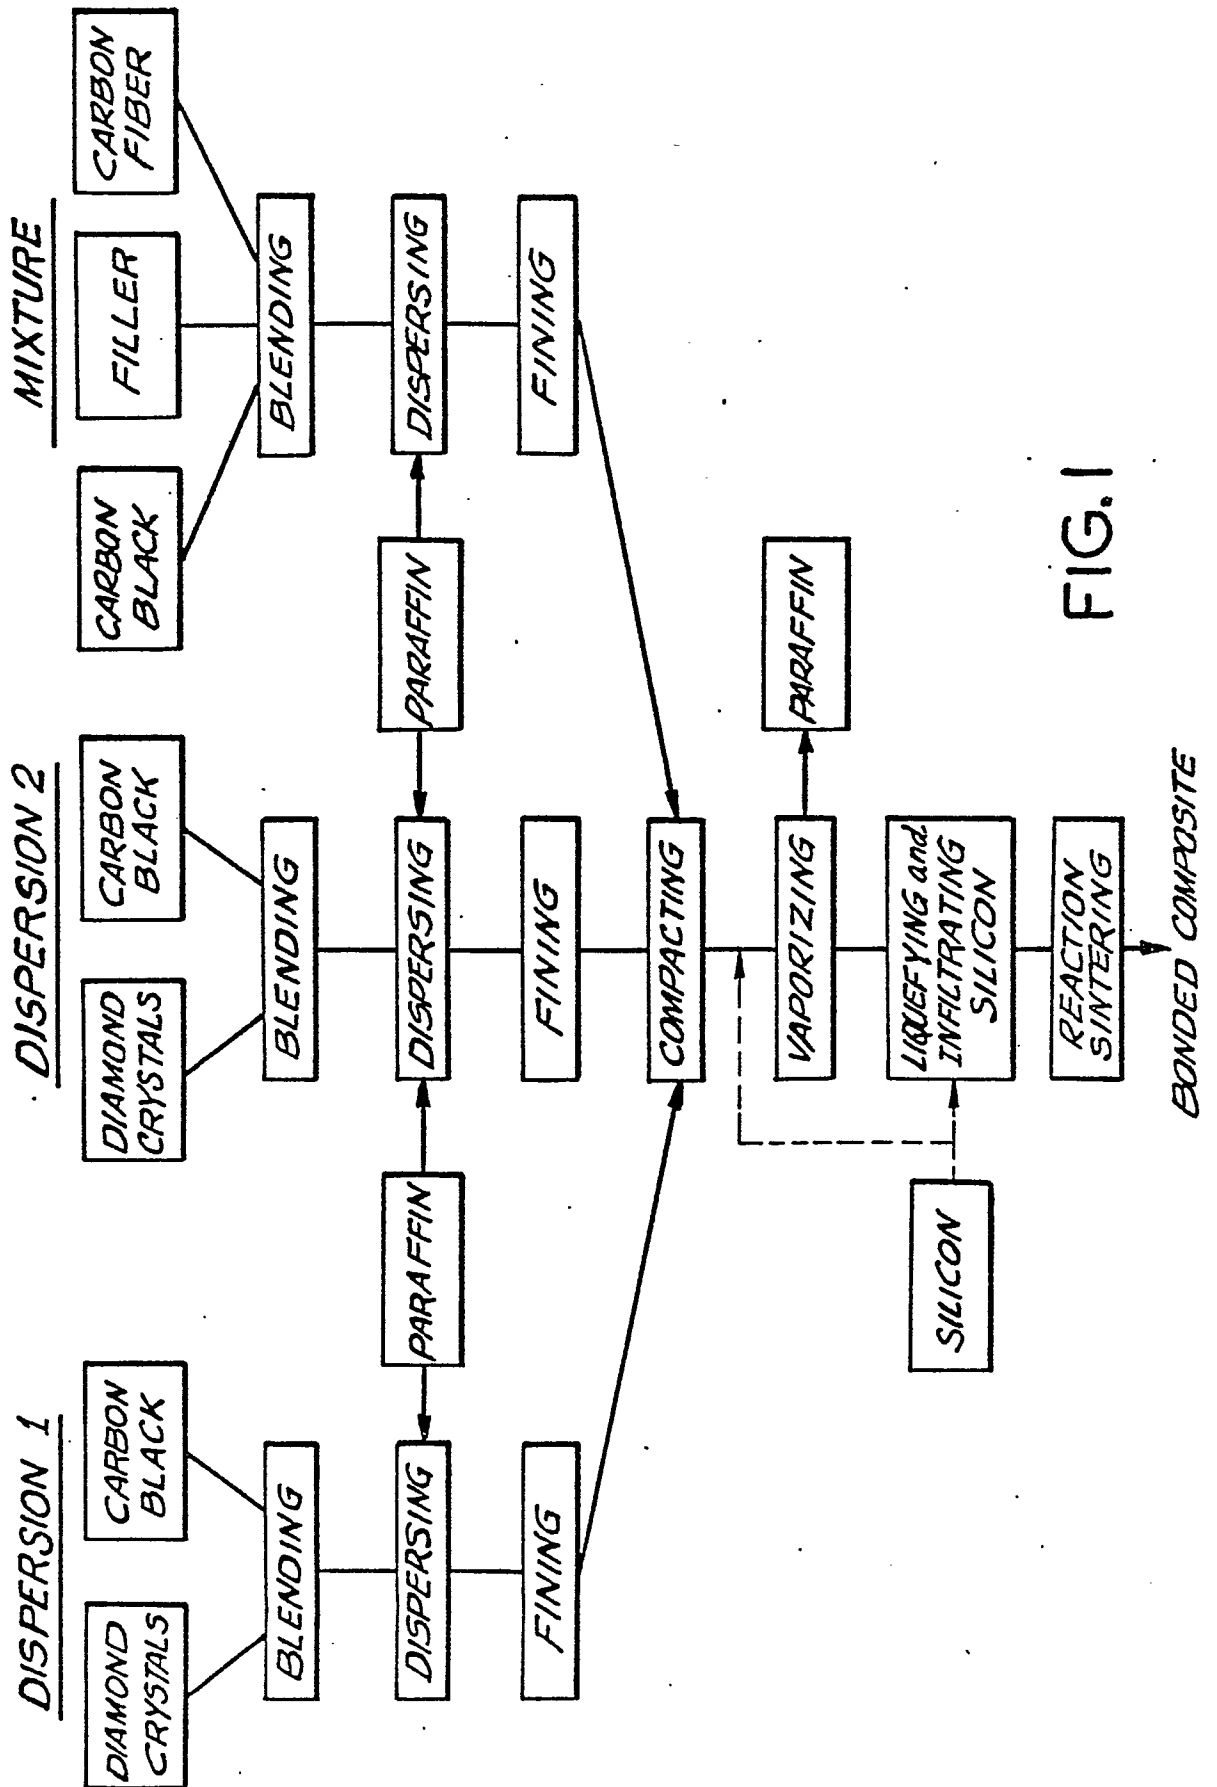 DISPERSION 1
DISPERSION 2
MIXTURE
DIAMOND
CRYSTALS
CARBON
BLACK
DIAMOND
CRYSTALS
CARBON
BLACK
CARBON
BLACK
FILLER
CARBON
FIBER
BLENDING
BLENDING
BLENDING
DISPERSING
PARAFFIN
DISPERSING
PARAFFIN
DISPERSING
FINING
FINING
FINING
COMPACTING
VAPORIZING
PARAFFIN
SILICON
LIQUEFYING and
INFILTRATING
SILICON
REACTION
SINTERING
BONDED COMPOSITE
FIG. 1